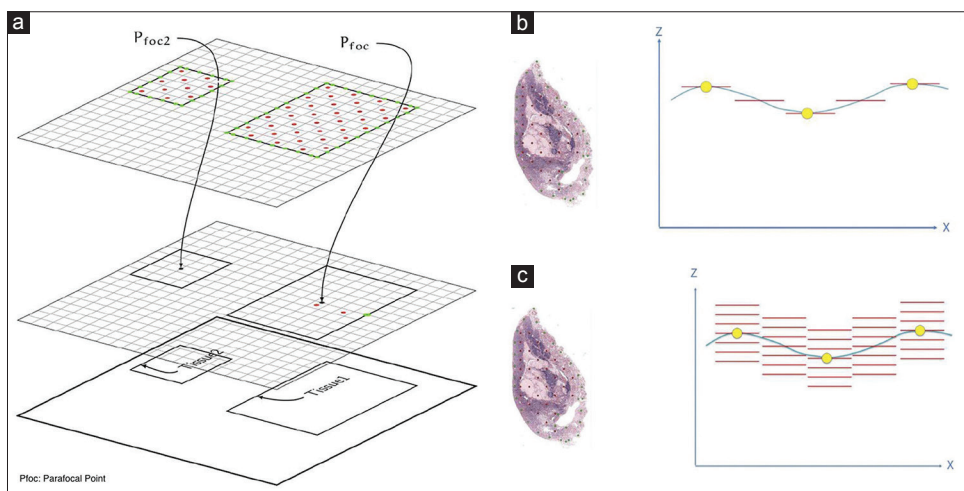 a
Pfoc2
Pfoc
Tissue2
Tissue1
Pfoc: Parafocal Point
b
Z
X
c
Z
X